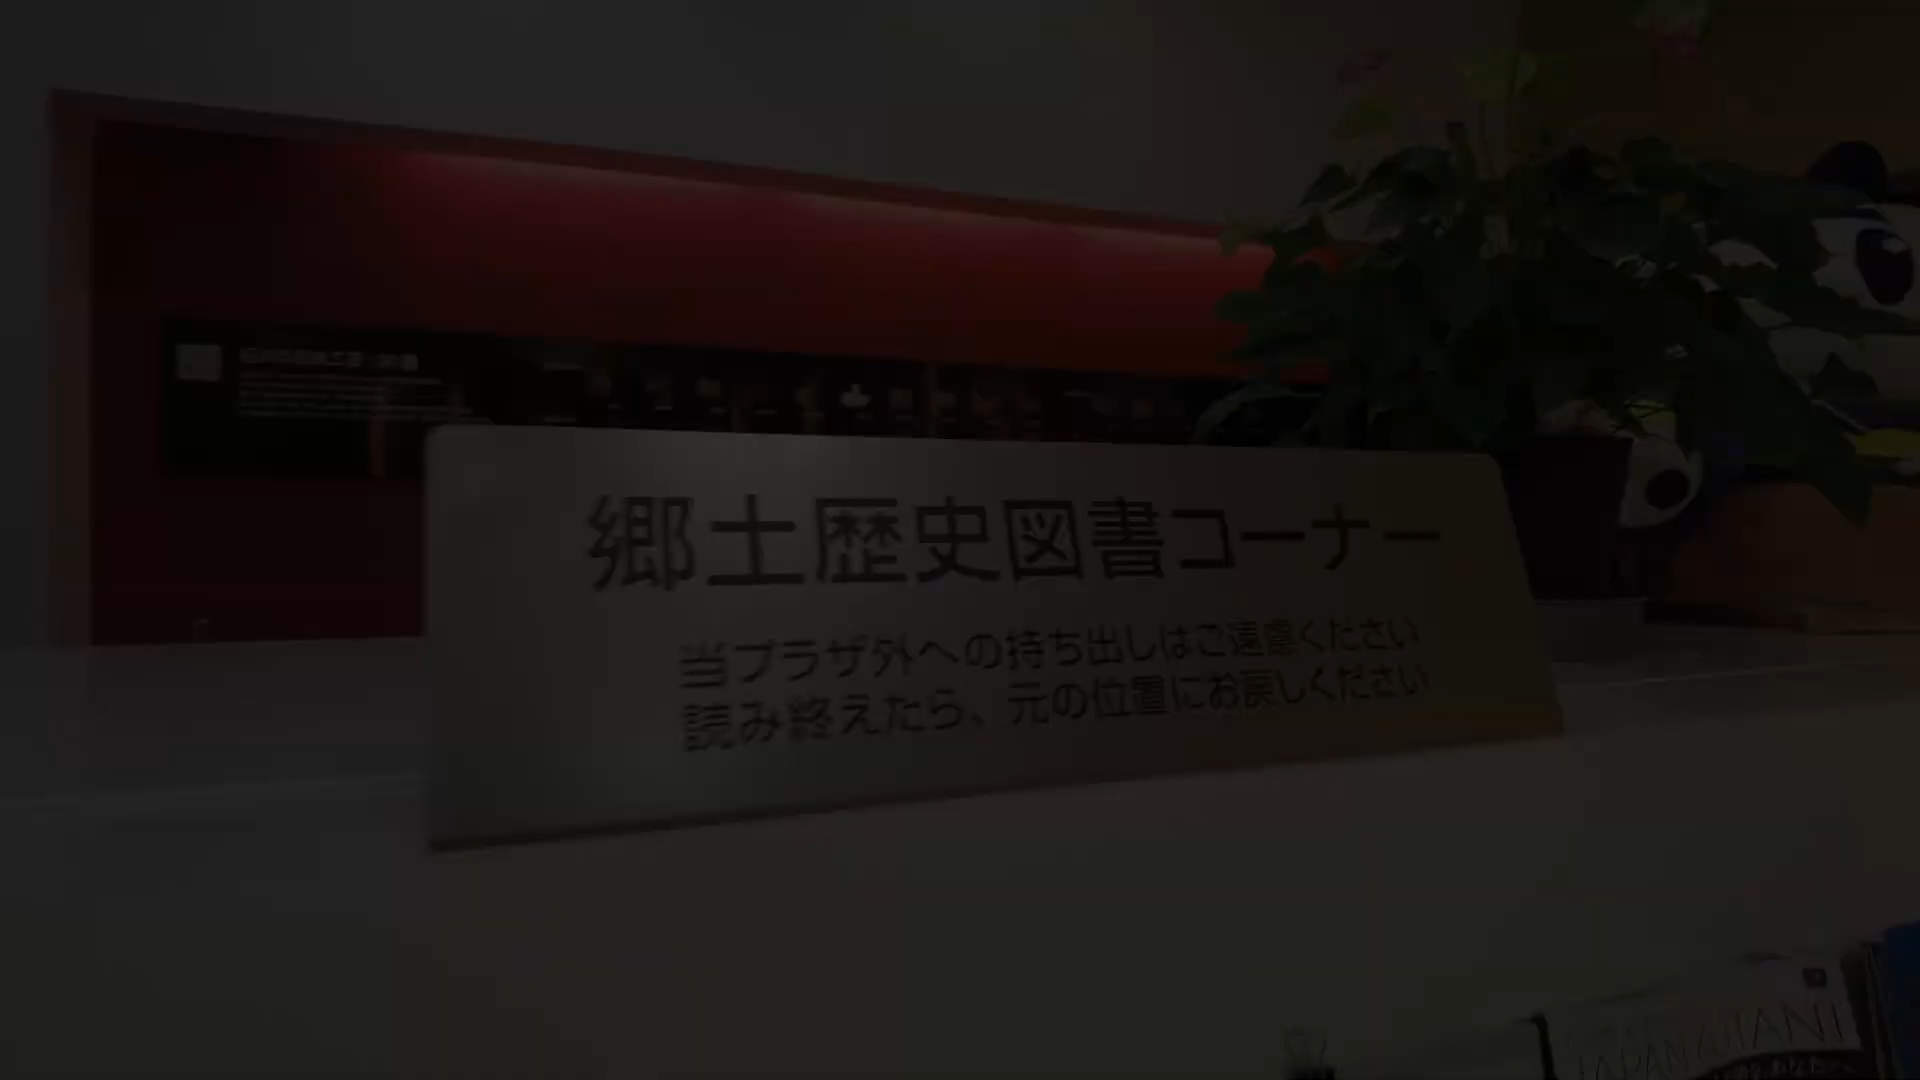 郷土歴史図書コーナー
当プラザ外への持ち出しはご遠慮ください
読み終えたら、元の位置にお戻しください
JAPAN